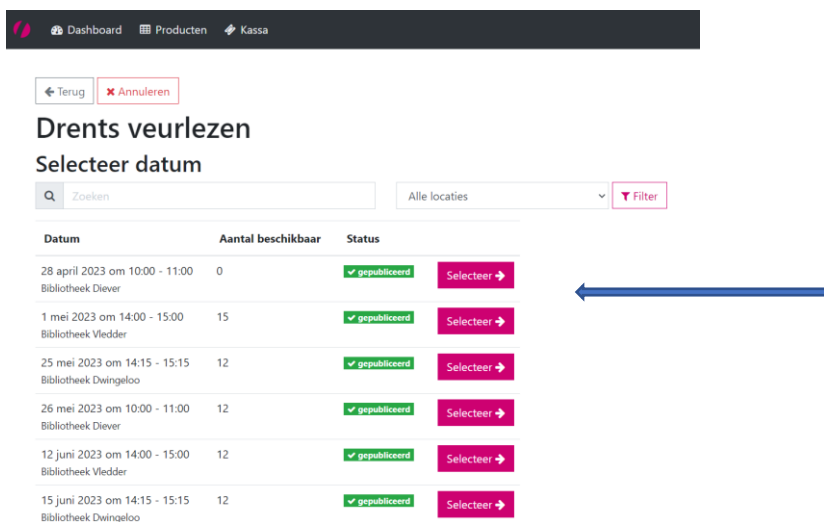 Dashboard Producten Kassa
Terug Annuleren
Drents veurlezen
Selecteer datum
Zoeken Alle locaties Filter
Datum Aantal beschikbaar Status
28 april 2023 om 10:00 - 11:00 0 gepubliceerd Selecteer
Bibliotheek Diever
1 mei 2023 om 14:00 - 15:00 15 gepubliceerd Selecteer
Bibliotheek Vledder
25 mei 2023 om 14:15 - 15:15 12 gepubliceerd Selecteer
Bibliotheek Dwingeloo
26 mei 2023 om 10:00 - 11:00 12 gepubliceerd Selecteer
Bibliotheek Diever
12 juni 2023 om 14:00 - 15:00 12 gepubliceerd Selecteer
Bibliotheek Vledder
15 juni 2023 om 14:15 - 15:15 12 gepubliceerd Selecteer
Bibliotheek Dwingeloo